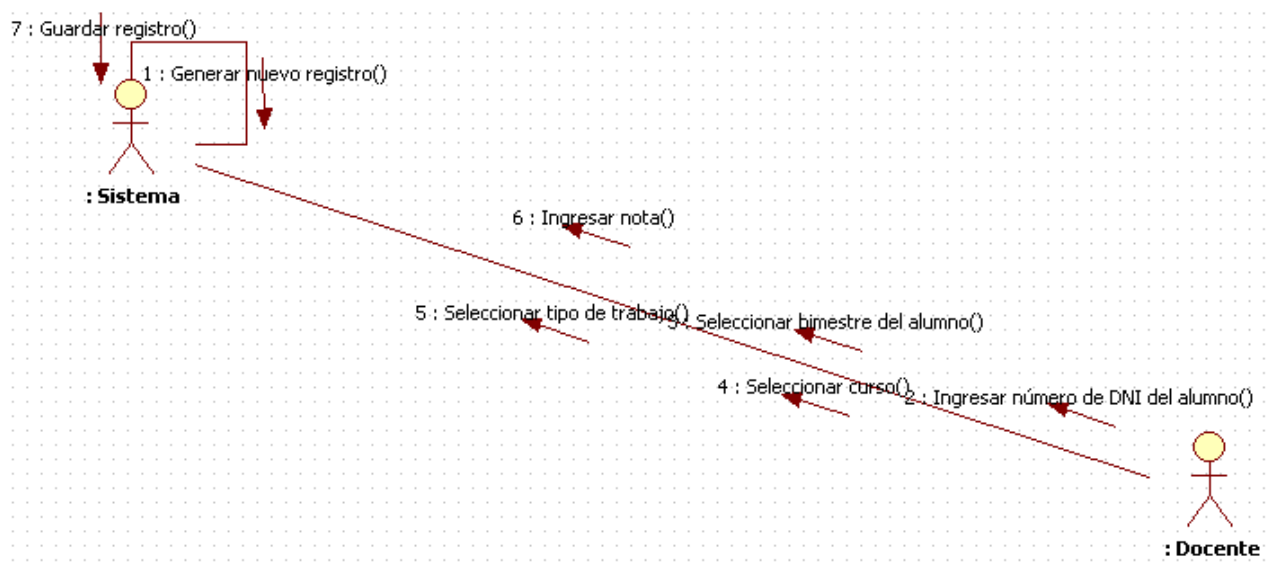 7 : Guardar registro()
1 : Generar nuevo registro()
: Sistema
6 : Ingresar nota()
5 : Seleccionar tipo de trabajo()
3 : Seleccionar bimestre del alumno()
4 : Seleccionar curso()
2 : Ingresar número de DNI del alumno()
: Docente